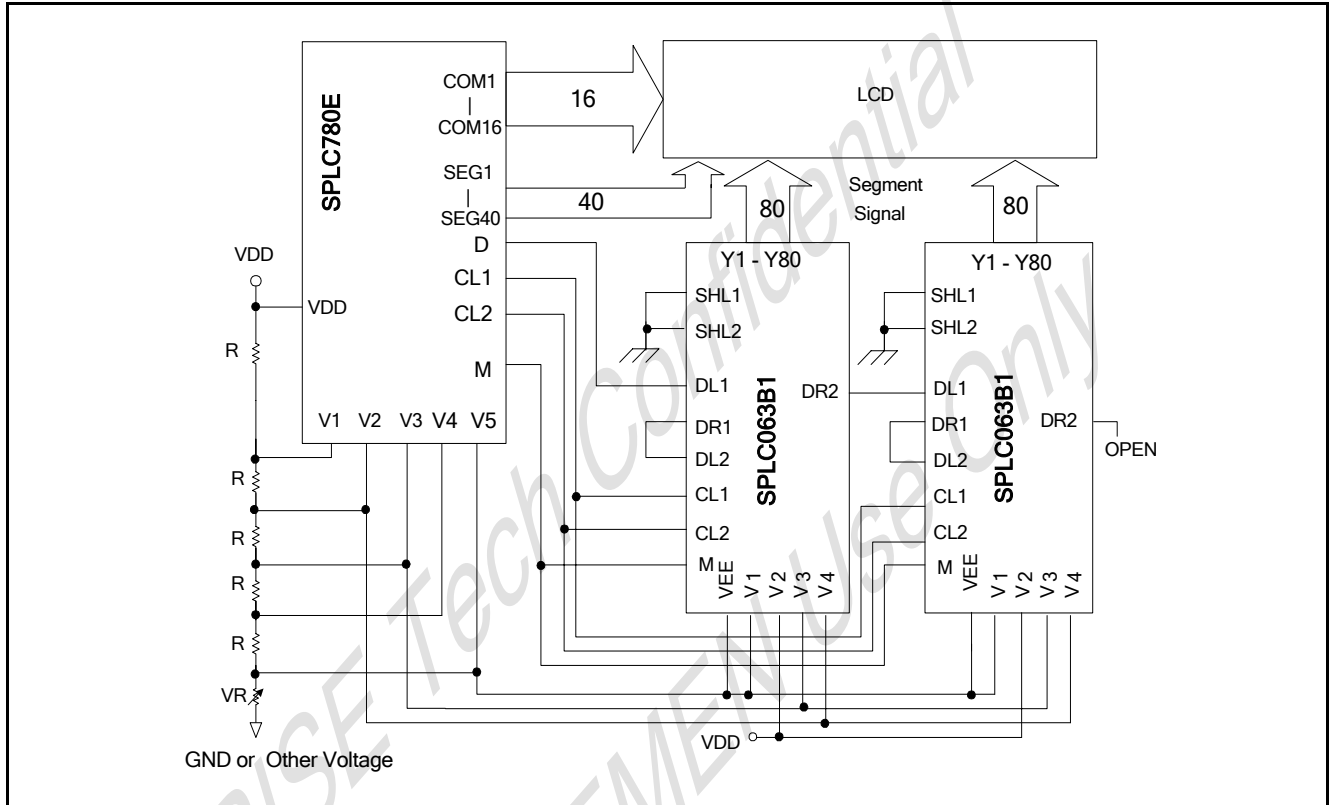 SPLC780E
COM1
COM16
SEG1
SEG40
D
CL1
CL2
M
VDD
V1 V2 V3 V4 V5
16
40
LCD
Segment
Signal
80
80
VDD
R
R
R
R
R
VR
GND or Other Voltage
Y1 - Y80
SHL1
SHL2
DL1
DR1
DL2
CL1
CL2
M
DR2
SPLC063B1
VEE V1 V2 V3 V4
Y1 - Y80
SHL1
SHL2
DL1
DR1
DL2
CL1
CL2
M
DR2
OPEN
SPLC063B1
VEE V1 V2 V3 V4
VDD
RISE Tech Confidential
EMEN Use Only